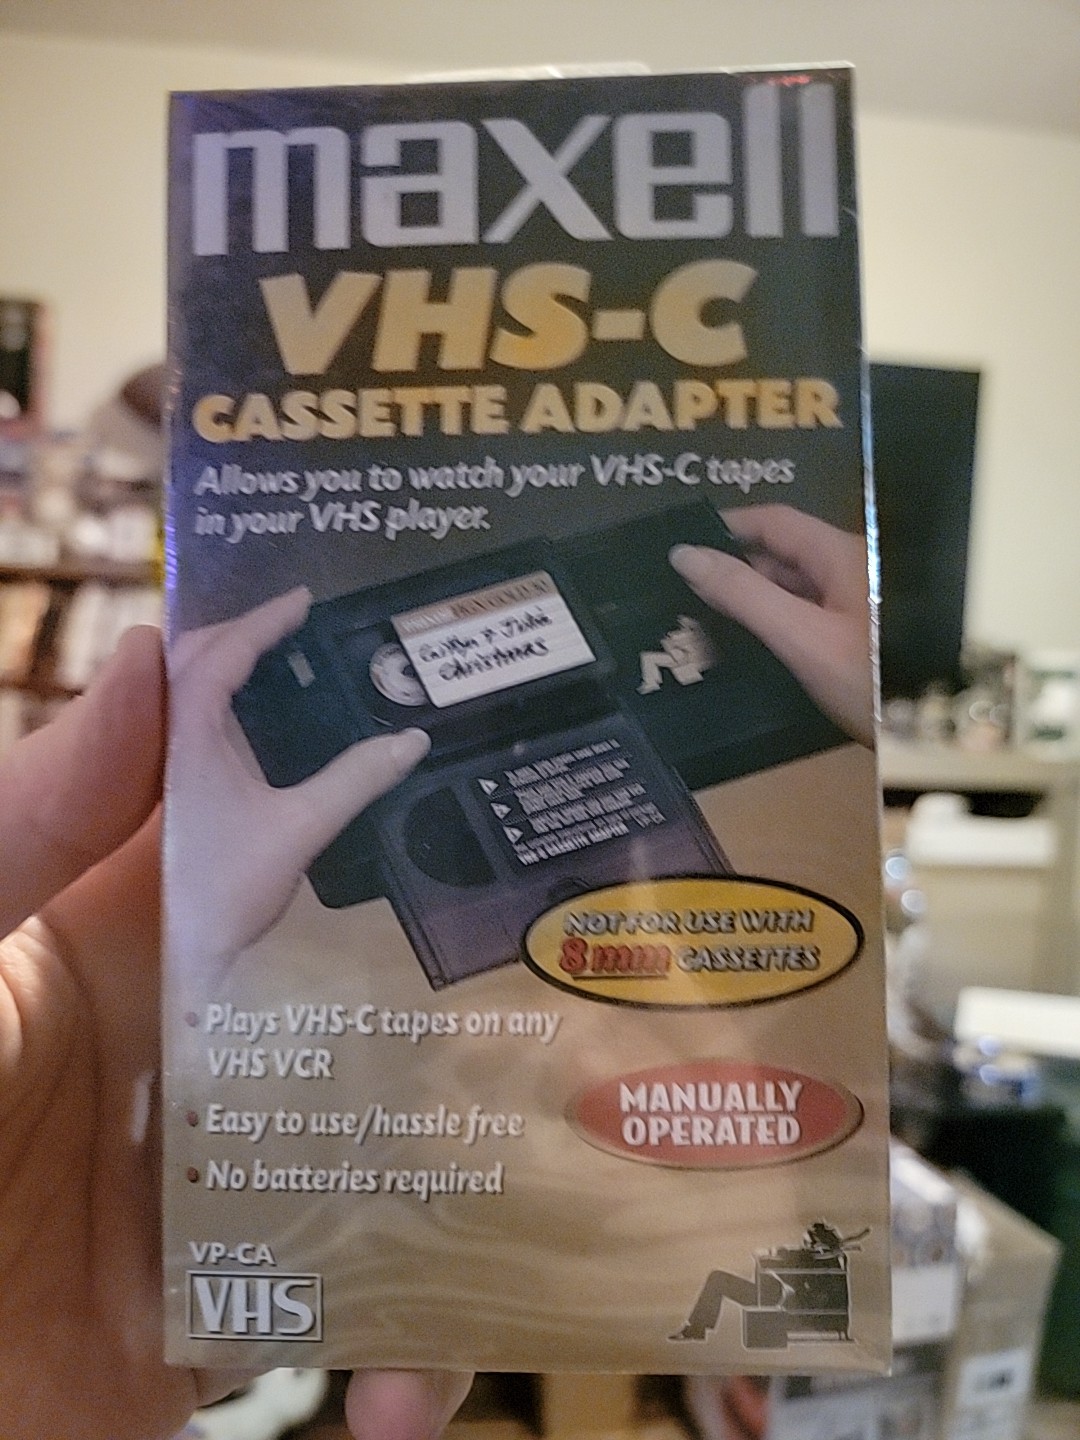 maxell
VHS-C
CASSETTE ADAPTER
Allows you to watch your VHS-C tapes
in your VHS player.
CHRISTMAS
NOT FOR USE WITH
8mm CASSETTES
• Plays VHS-C tapes on any
VHS VCR
• Easy to use/hassle free
• No batteries required
MANUALLY
OPERATED
VP-CA
VHS